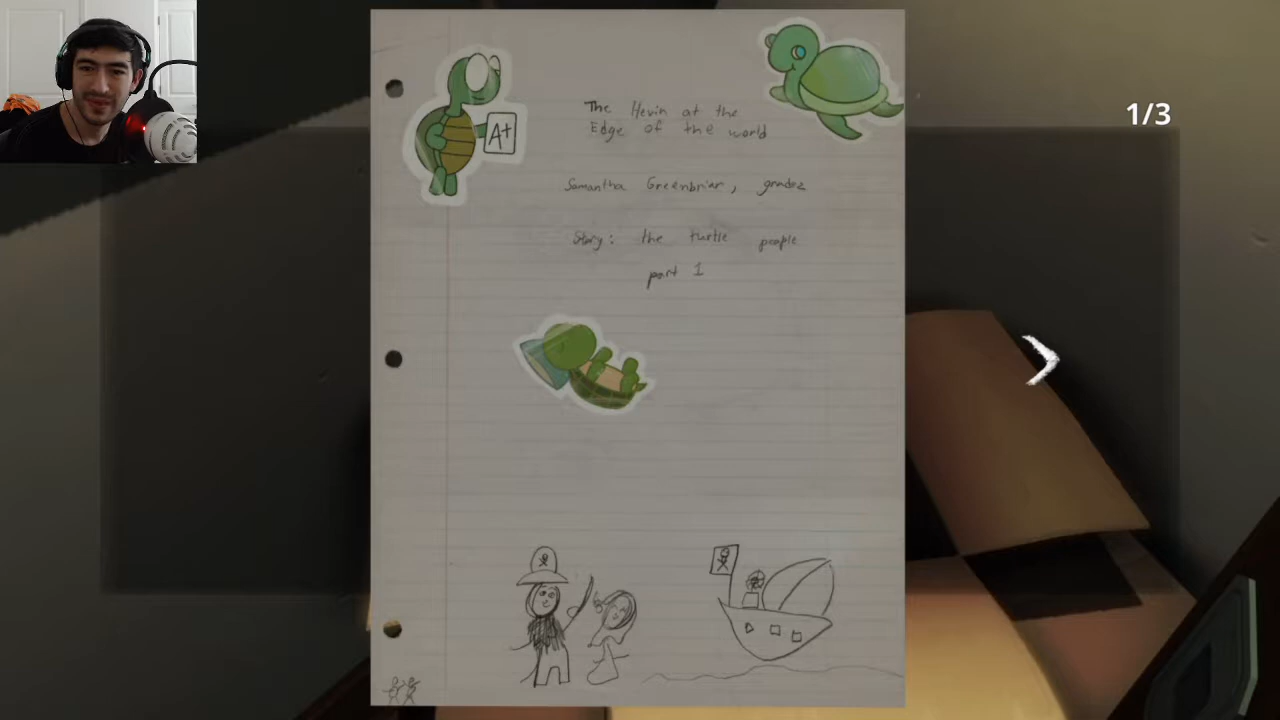 A+
The Hevin at the
Edge of the world
Samantha Greenbriar, grade 2
Story: the turtle people
part 1
1/3